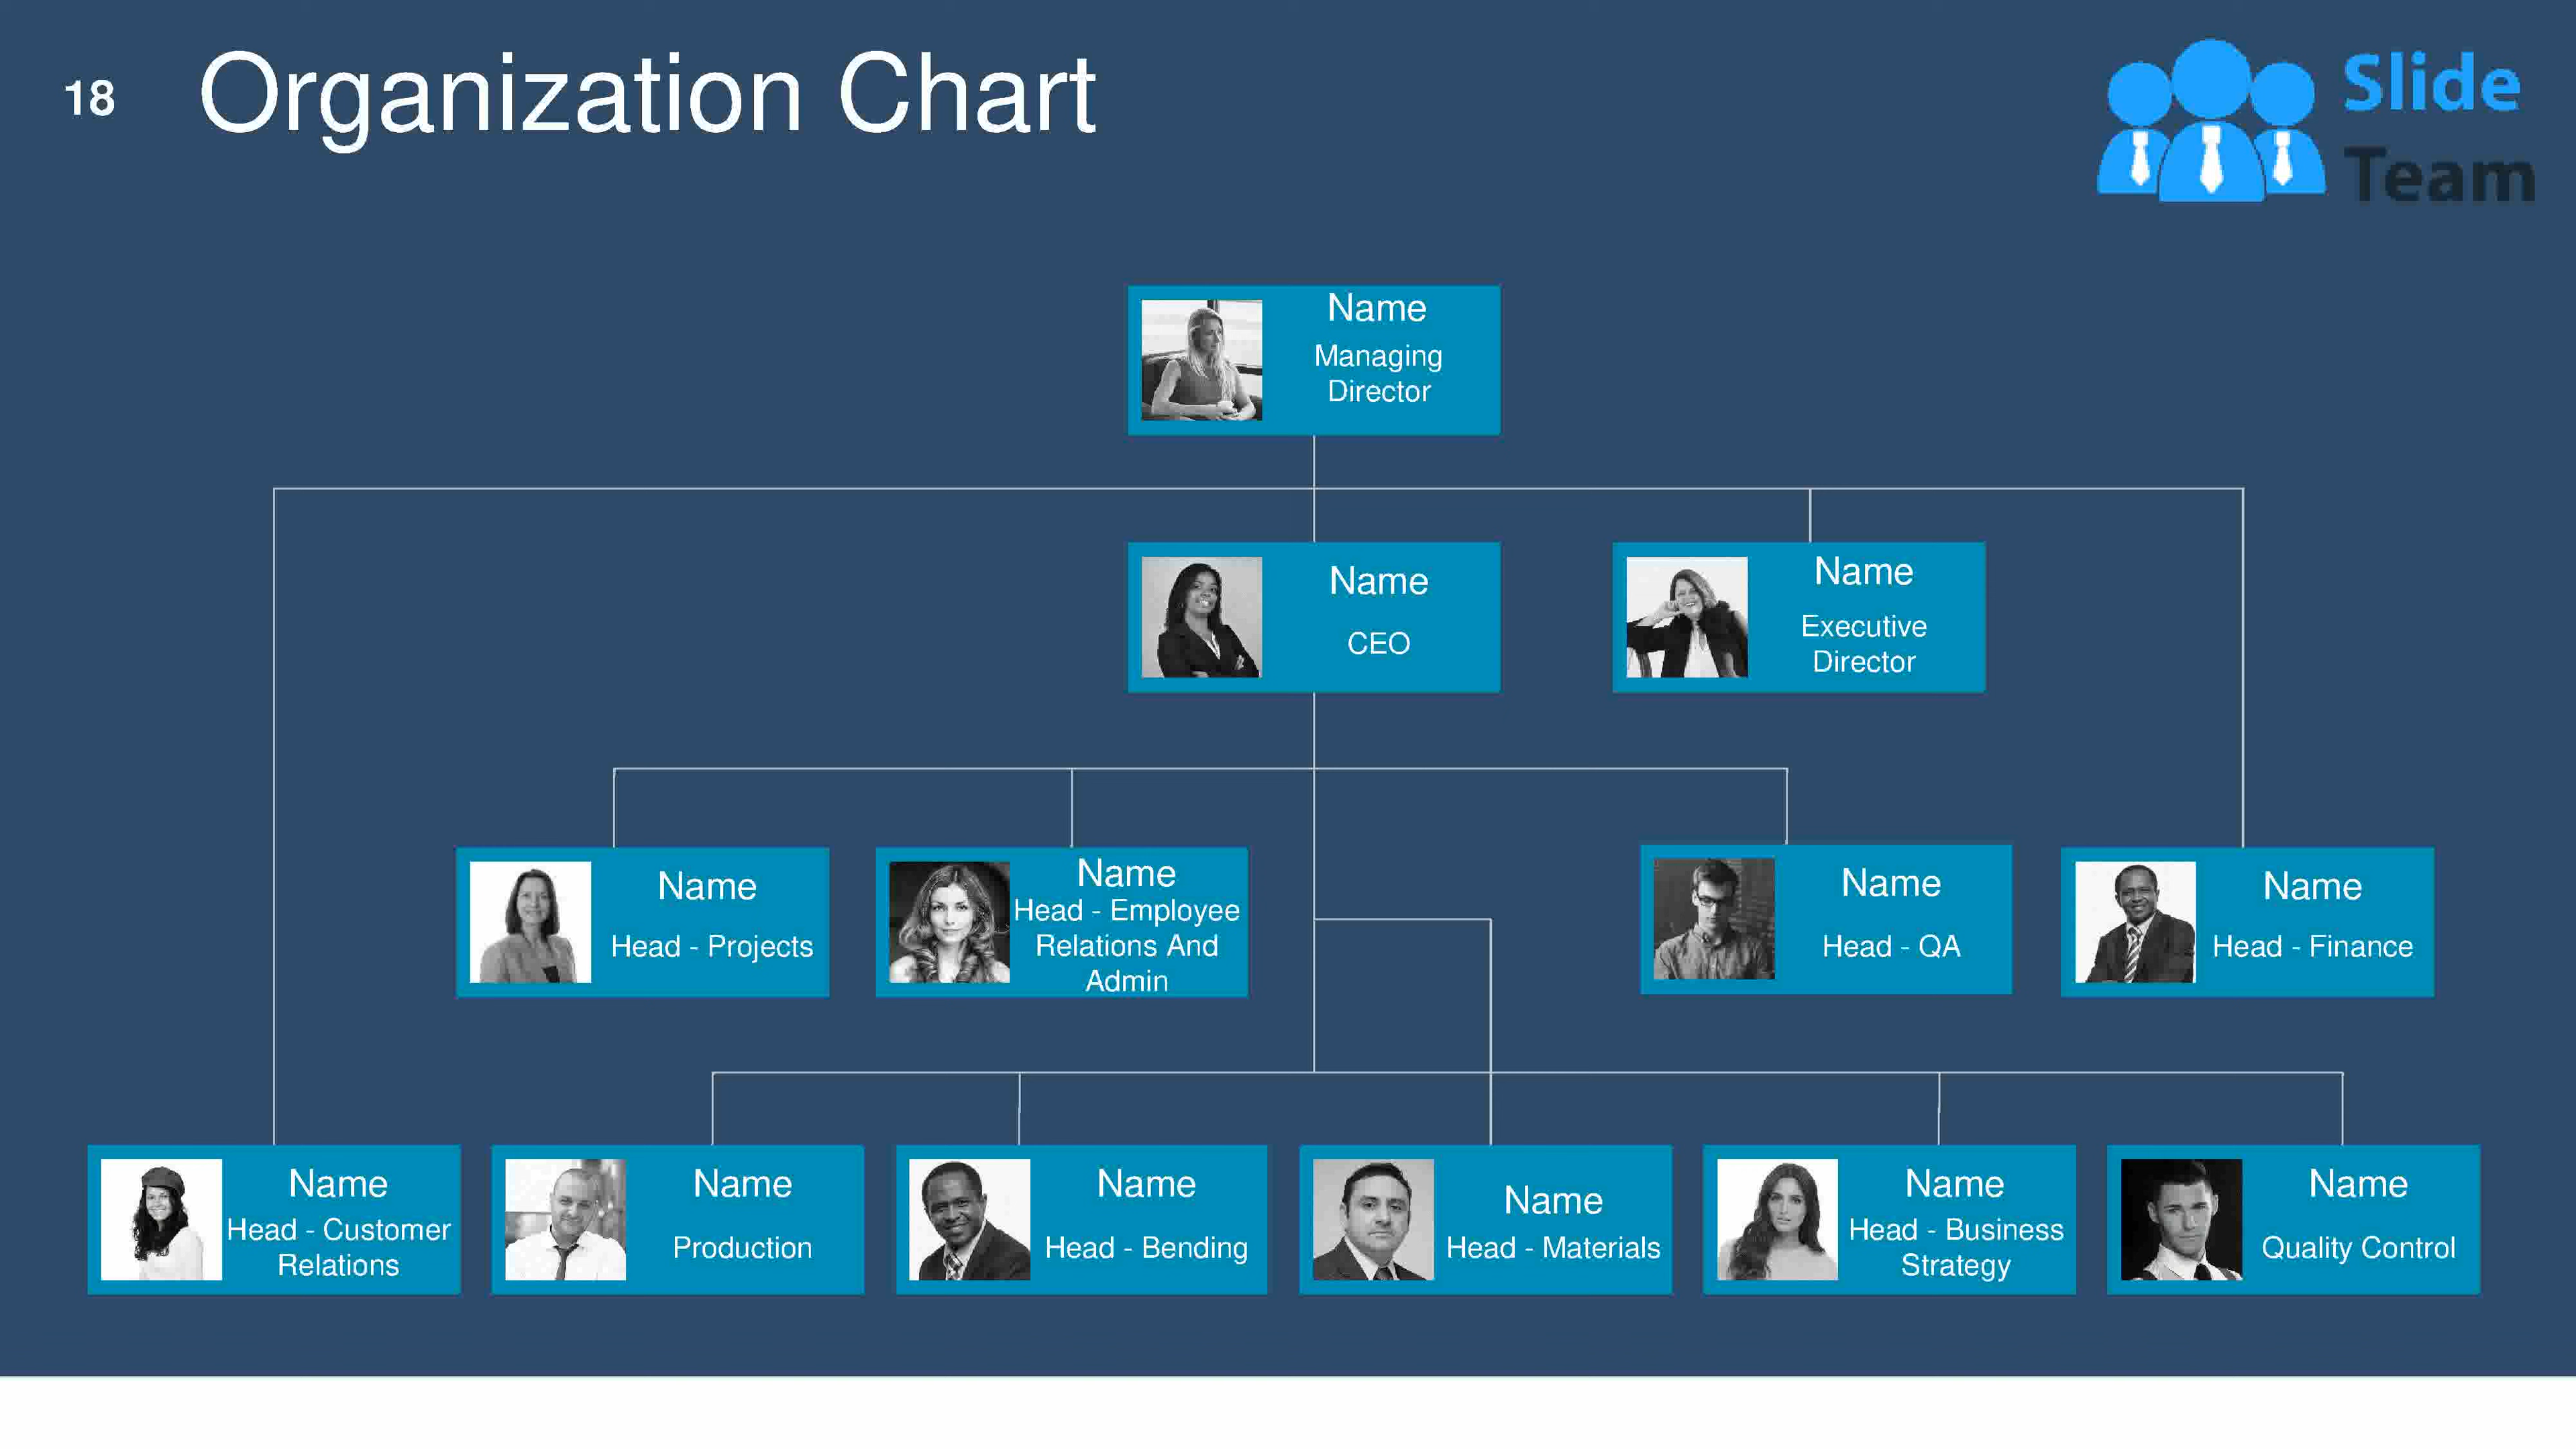 18
Organization Chart
Slide
Team
Name
Managing
Director
Name
CEO
Name
Executive
Director
Name
Head - Projects
Name
Head - Employee
Relations And
Admin
Name
Head - QA
Name
Head - Finance
Name
Head - Customer
Relations
Name
Production
Name
Head - Bending
Name
Head - Materials
Name
Head - Business
Strategy
Name
Quality Control